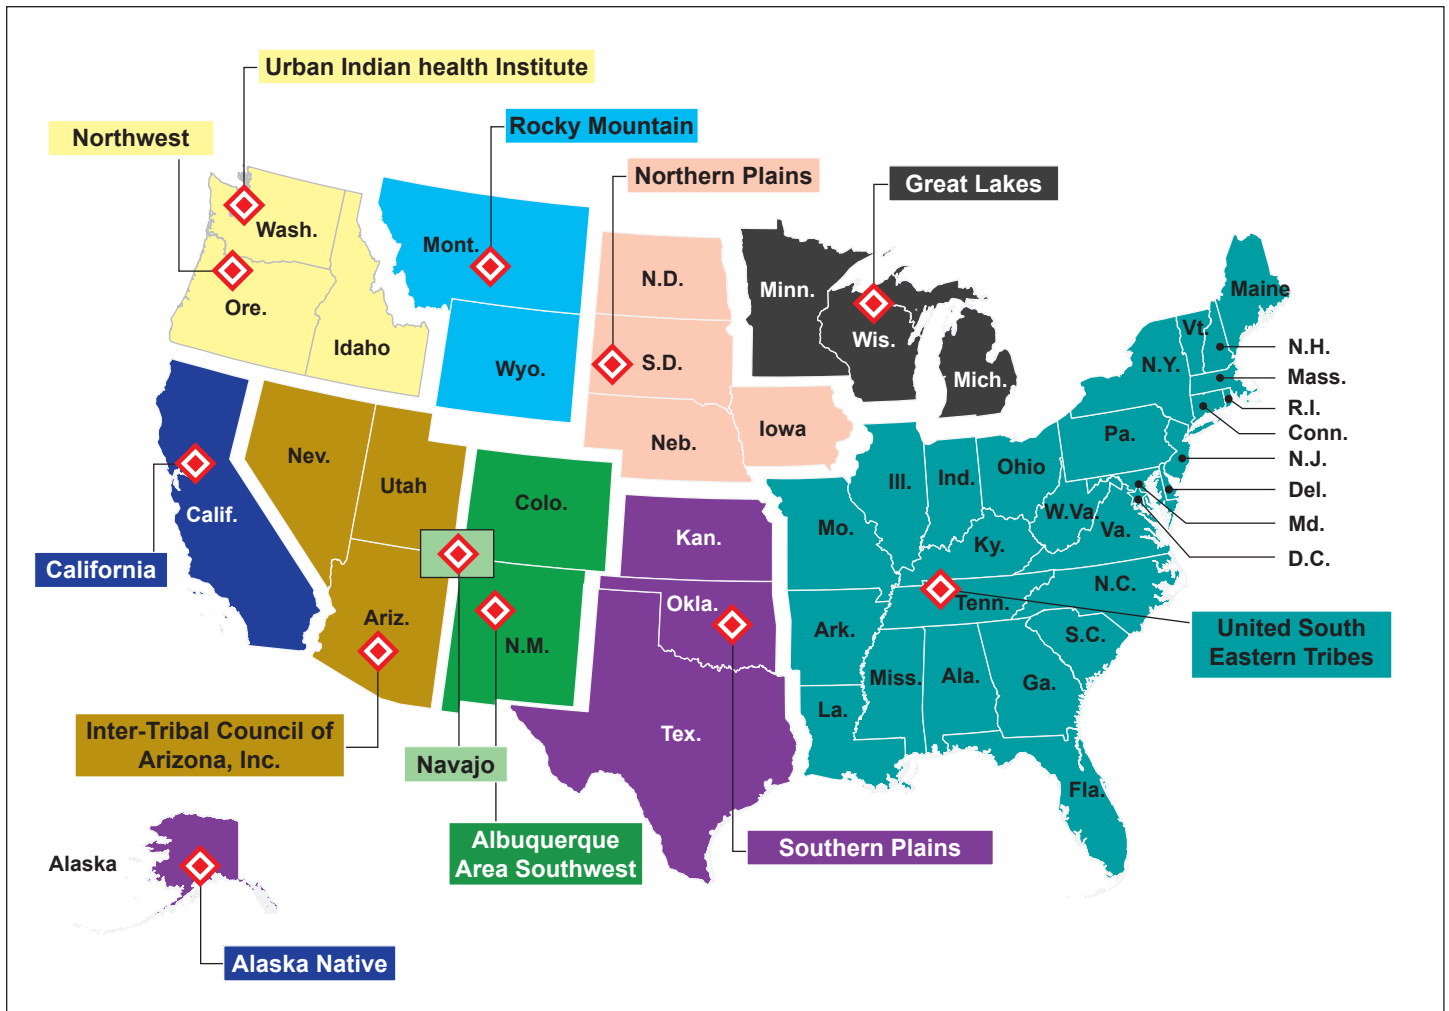 Urban Indian health Institute
Northwest
Rocky Mountain
Northern Plains
Great Lakes
Wash.
Ore.
Idaho
Mont.
Wyo.
N.D.
S.D.
Neb.
Iowa
Minn.
Wis.
Mich.
Maine
Vt.
N.H.
N.Y.
Mass.
R.I.
Conn.
Pa.
N.J.
Del.
Md.
D.C.
Nev.
Utah
Calif.
California
Colo.
Kan.
Mo.
Ill.
Ind.
Ohio
W.Va.
Va.
Ky.
N.C.
Tenn.
S.C.
Ariz.
N.M.
Okla.
Ark.
Miss.
Ala.
Ga.
La.
Tex.
Fla.
United South
Eastern Tribes
Inter-Tribal Council of
Arizona, Inc.
Navajo
Albuquerque
Area Southwest
Southern Plains
Alaska
Alaska Native